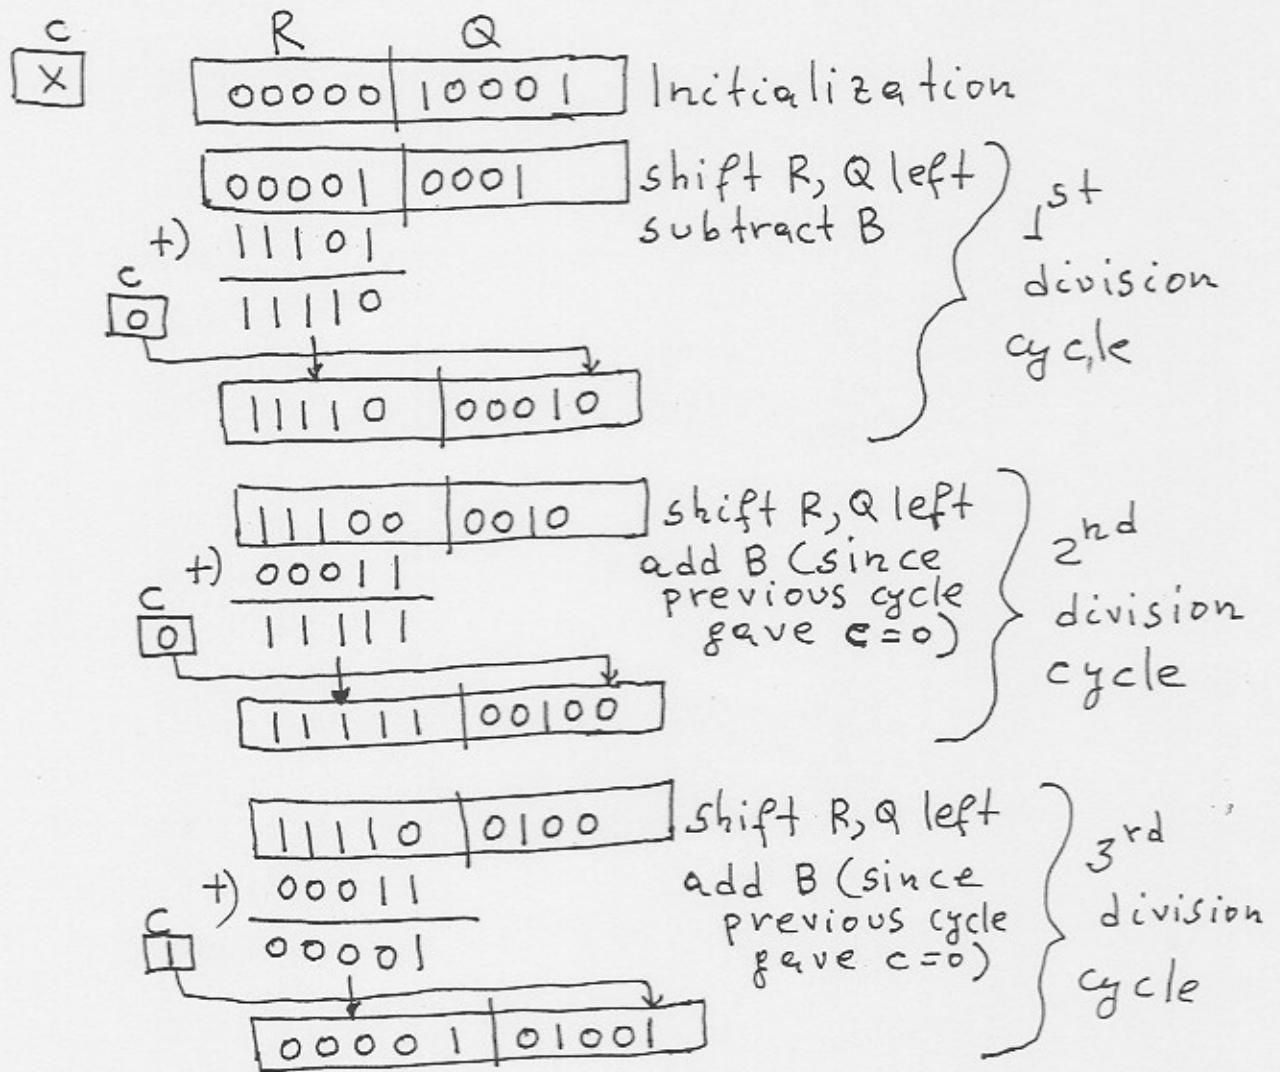 C R Q
X 00000 10001 Initialization
00001 0001 shift R, Q left
subtract B
+) 11101
C
0 11110
11110 00010
1st
division
cycle
11100 0010 shift R, Q left
+) 00011 add B (since
previous cycle
gave c=0)
C
0 11111
11111 00100
2nd
division
cycle
11110 0100 shift R, Q left
+) 00011 add B (since
previous cycle
gave c=0)
C
1 00001
00001 01001
3rd
division
cycle